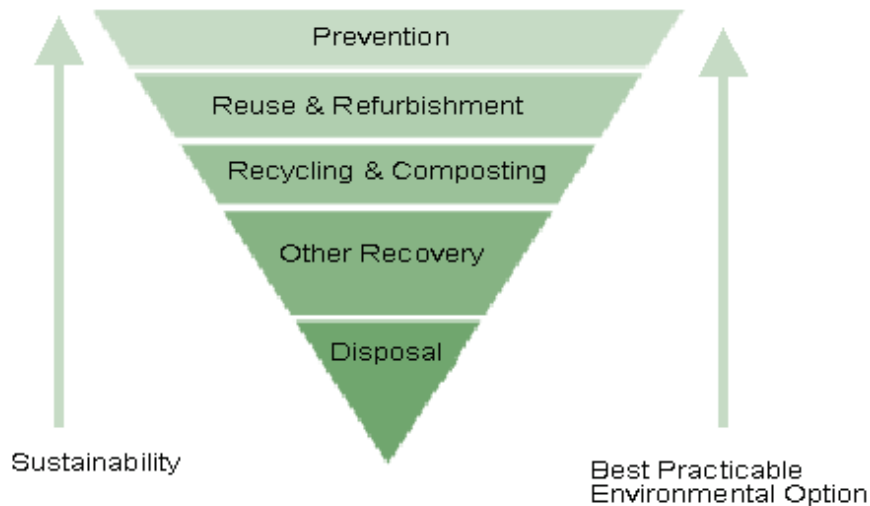 Prevention
Reuse & Refurbishment
Recycling & Composting
Other Recovery
Disposal
Sustainability
Best Practicable
Environmental Option